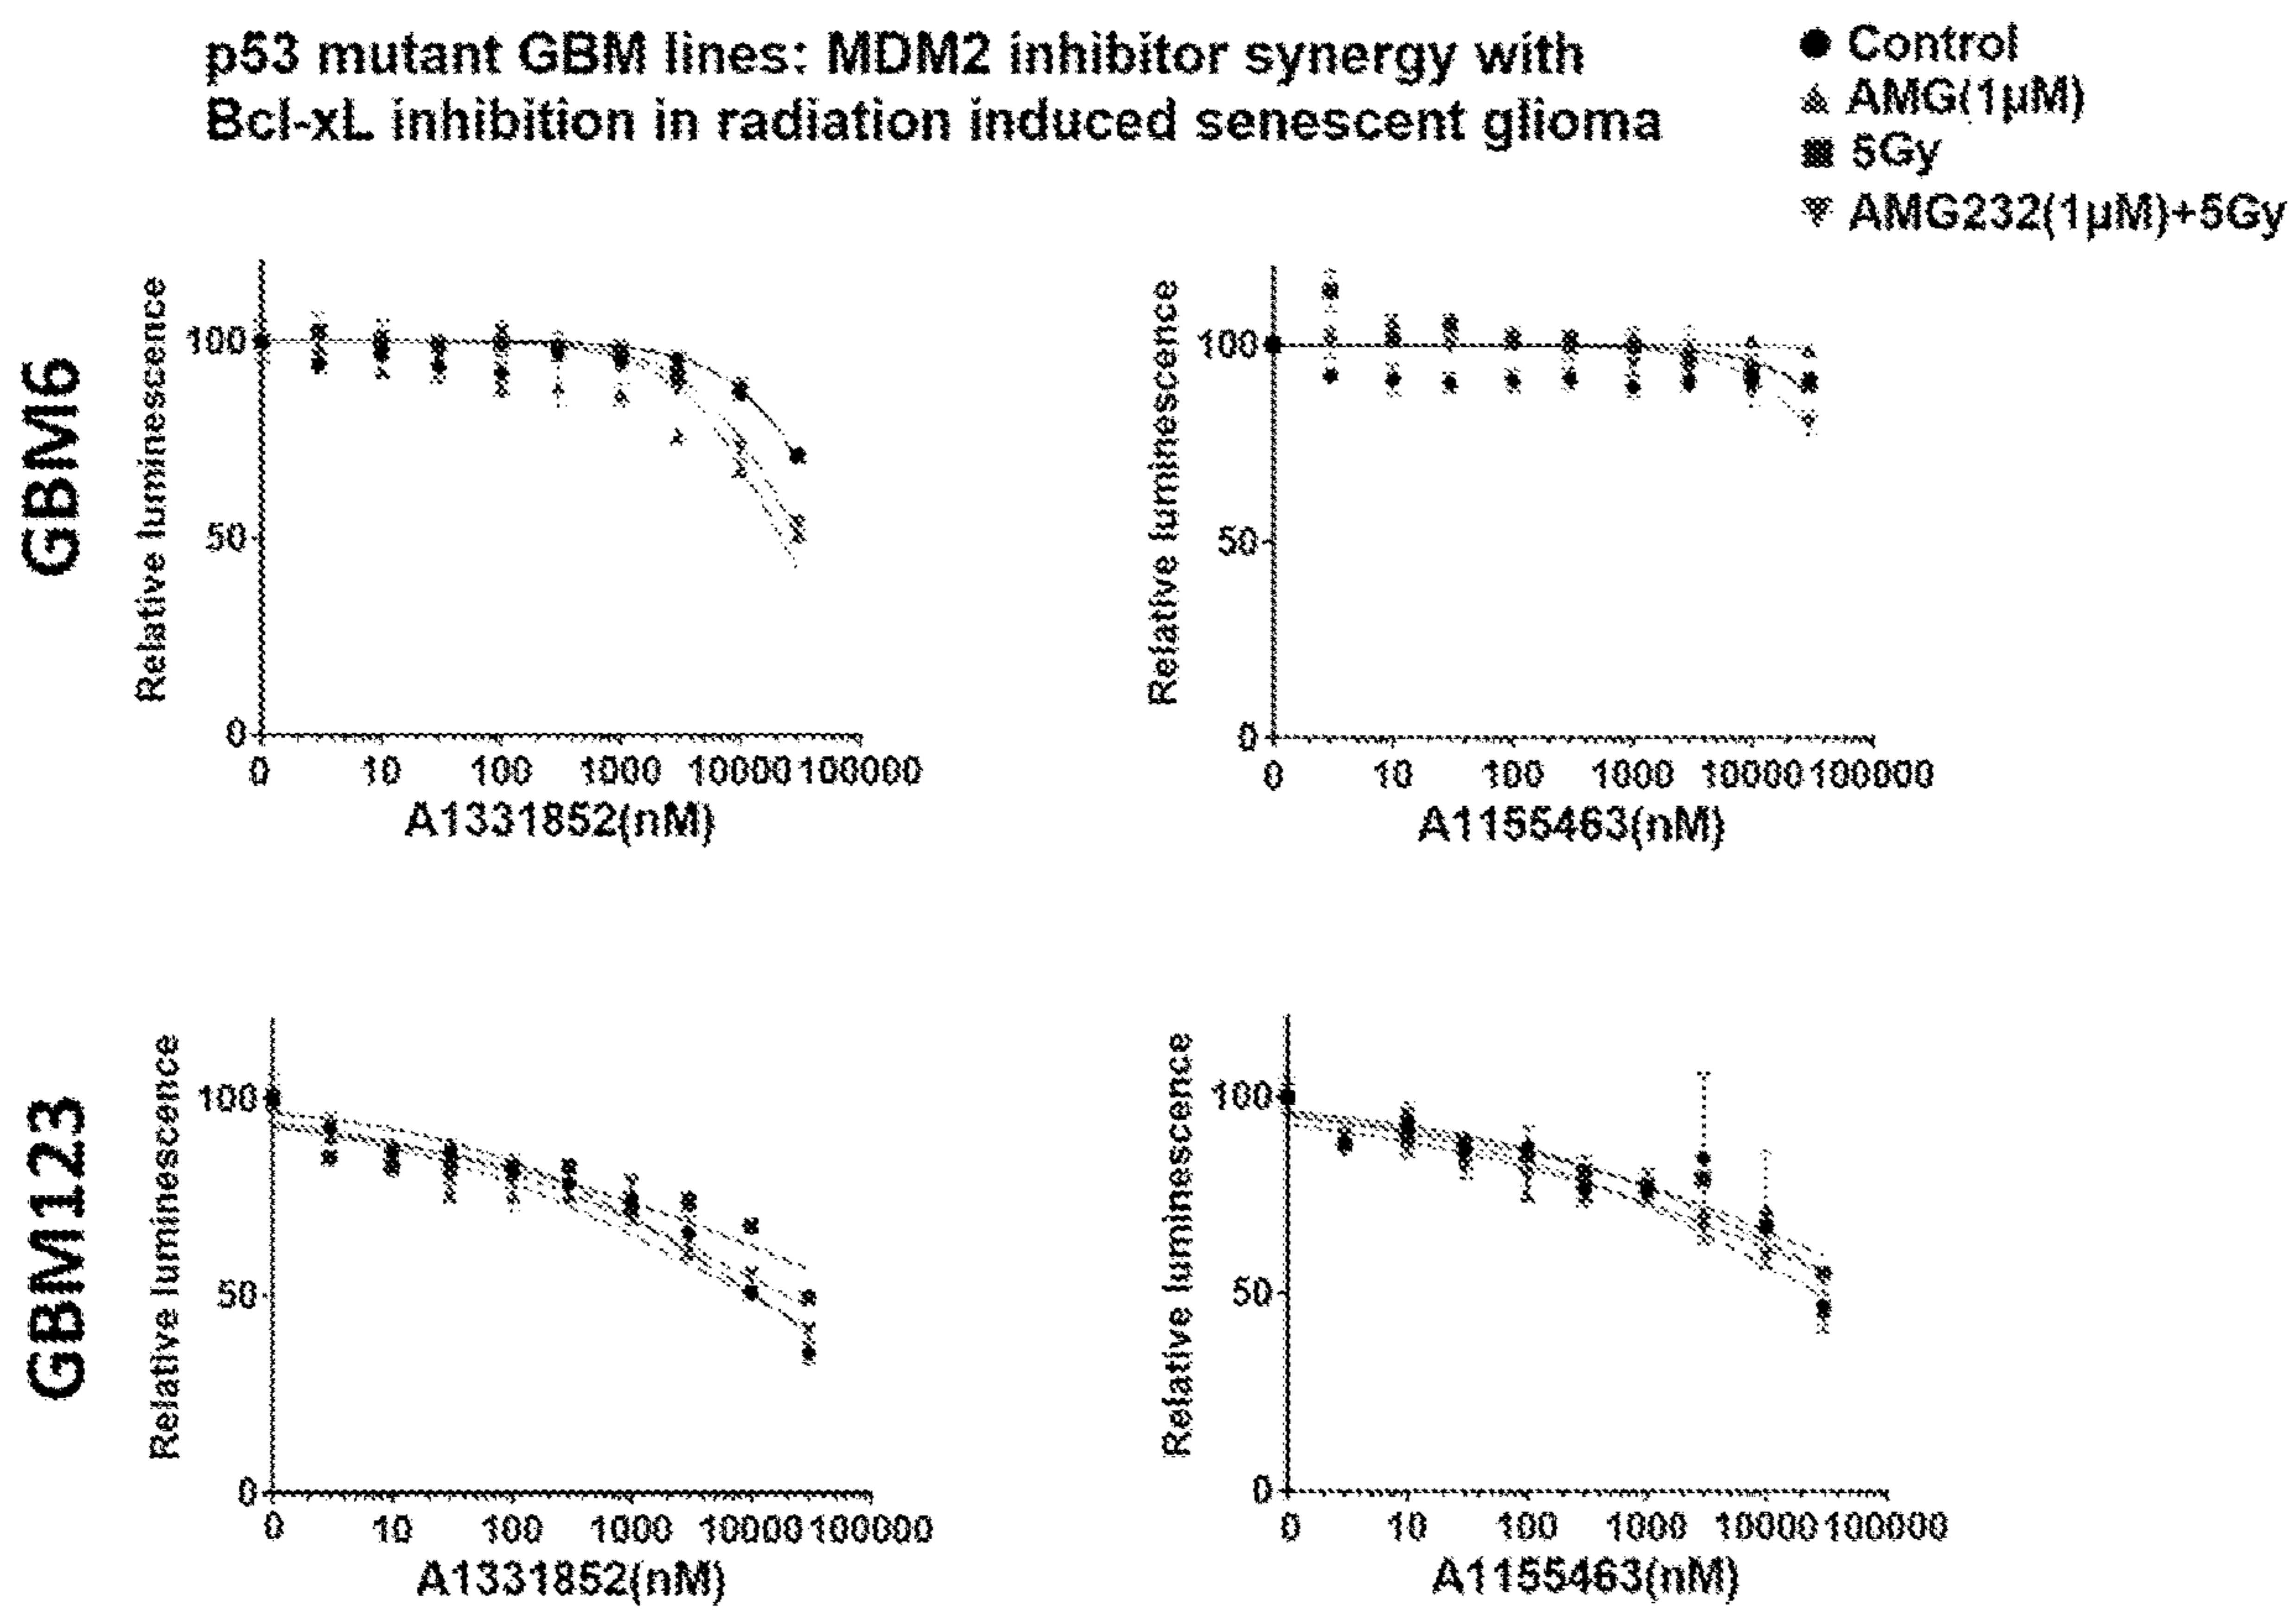 p53 mutant GBM lines: MDM2 inhibitor synergy with
Bcl-xL inhibition in radiation induced senescent glioma
Control
AMG(1µM)
5Gy
AMG232(1µM)+5Gy
GBM6
Relative luminescence
100
50
0
0 10 100 1000 10000 100000
A1331852(nM)
Relative luminescence
100
50
0
0 10 100 1000 10000 100000
A1155463(nM)
GBM123
Relative luminescence
100
50
0
0 10 100 1000 10000 100000
A1331852(nM)
Relative luminescence
100
50
0
0 10 100 1000 10000 100000
A1155463(nM)